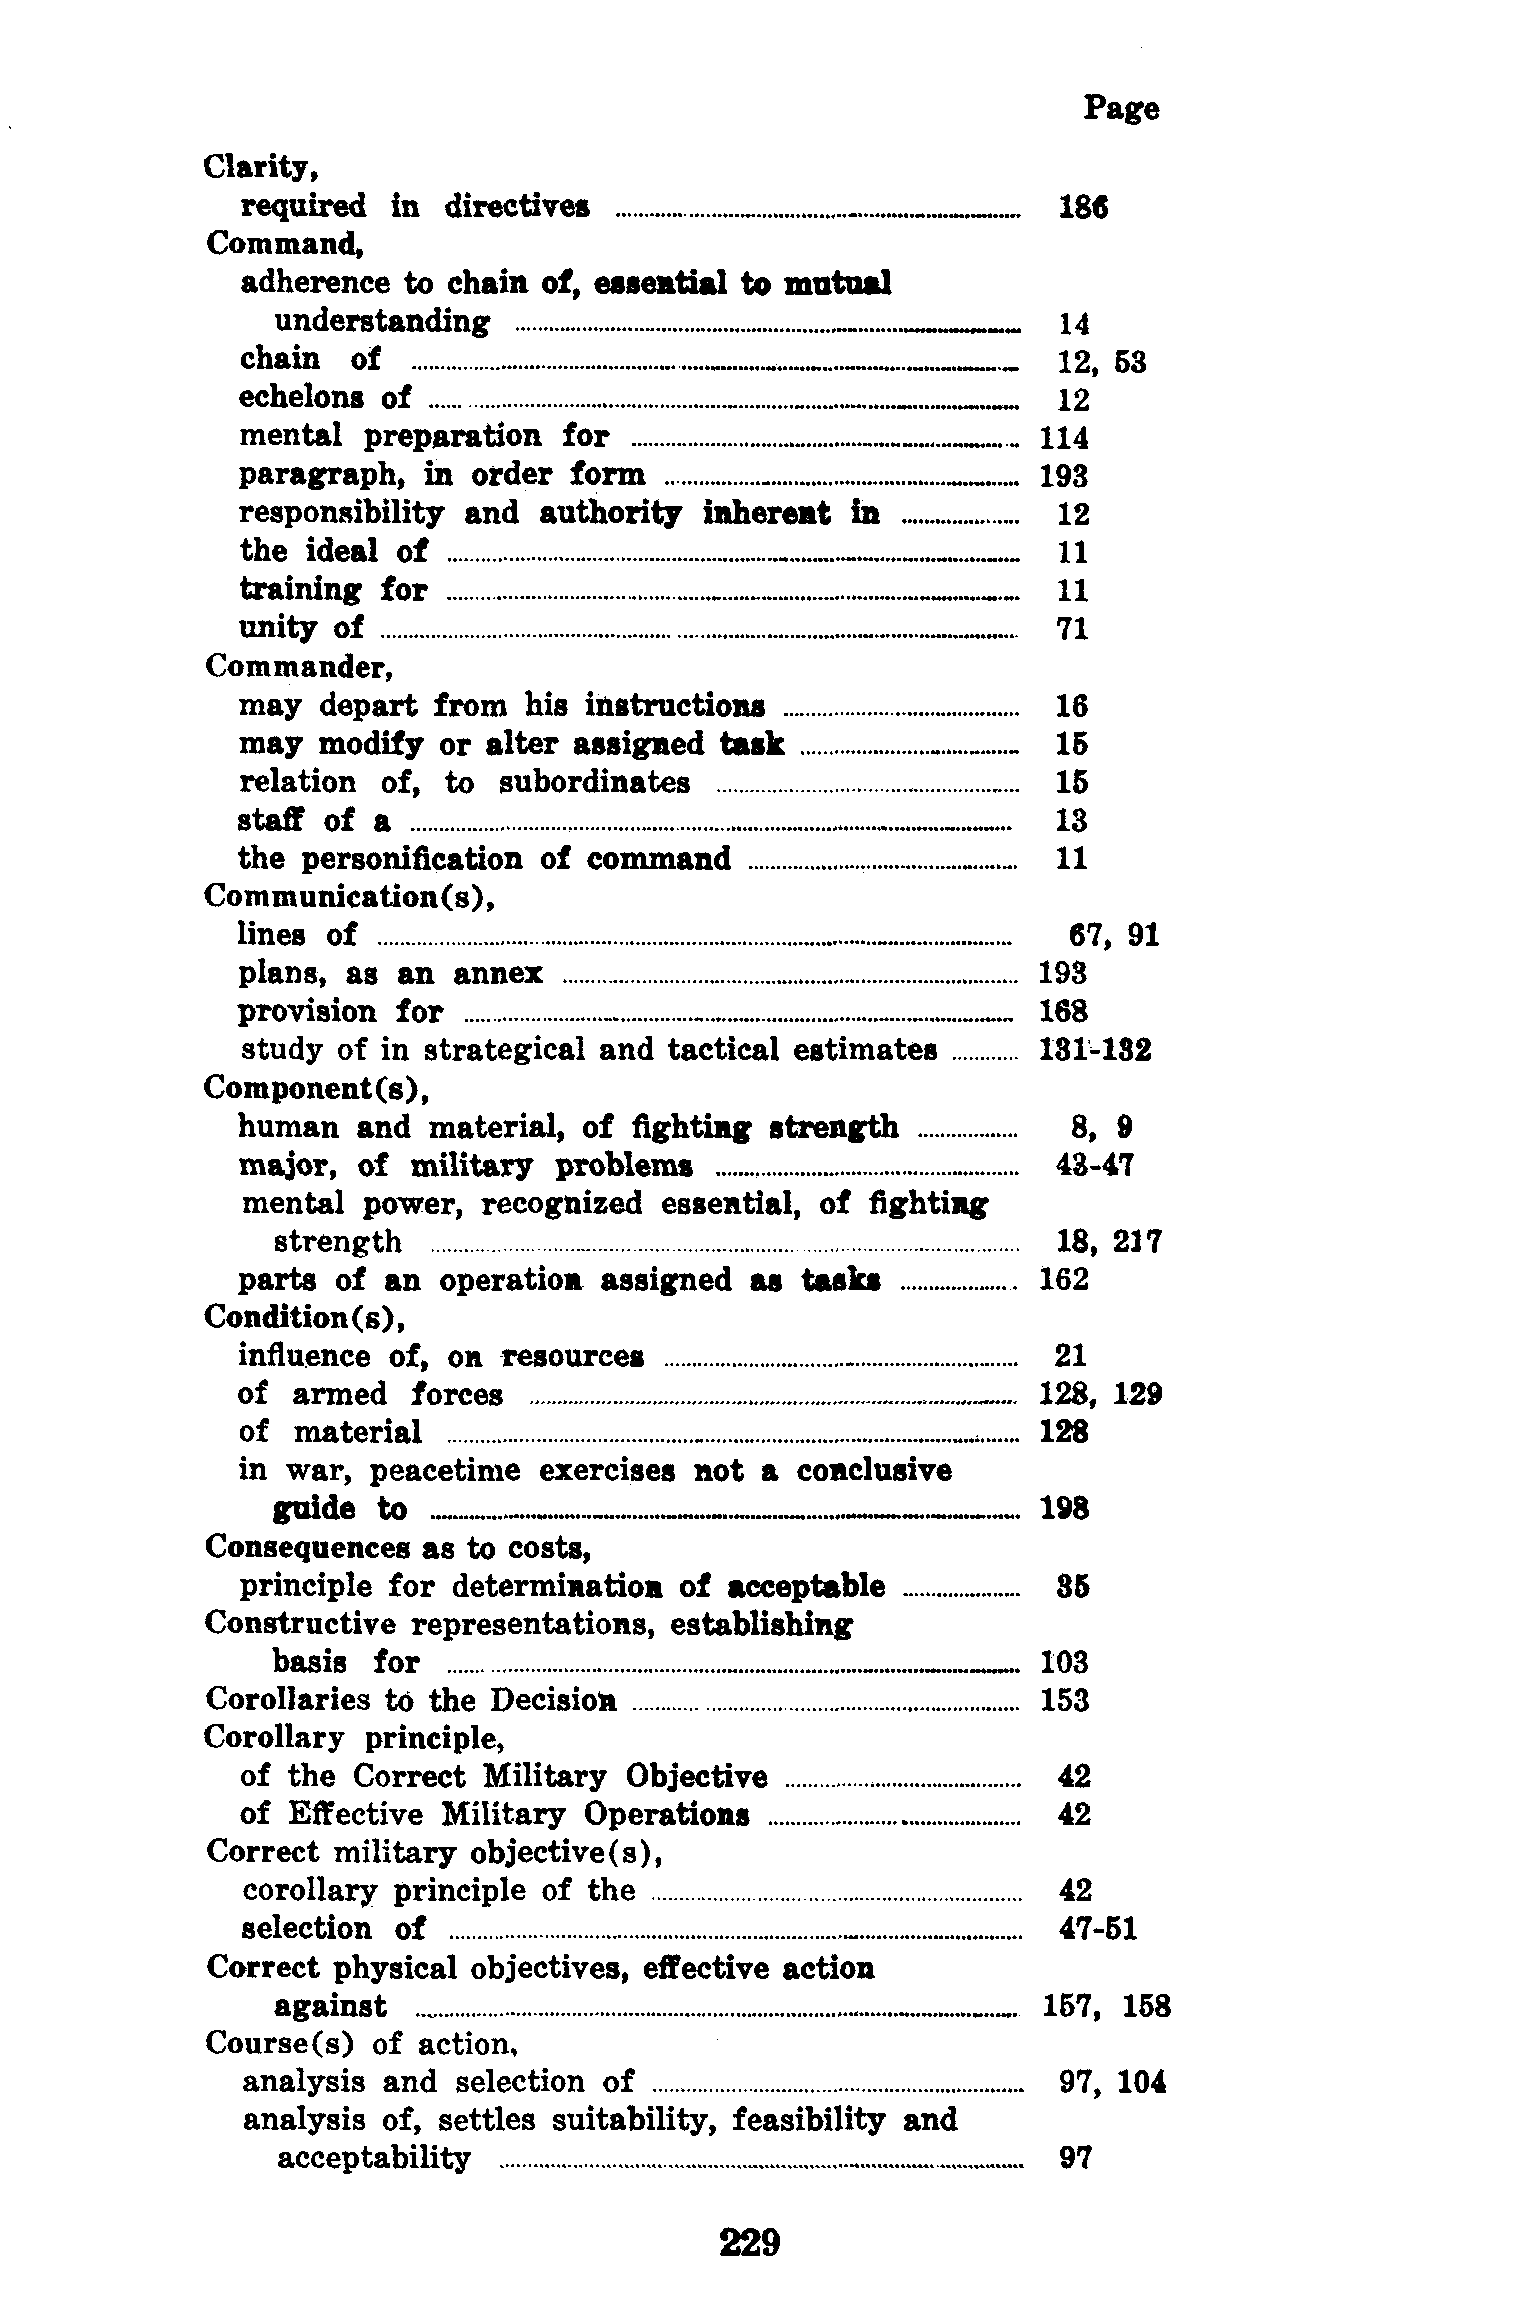 Page
Clarity,
required in directives ........ 186
Command,
adherence to chain of, essential to mutual
understanding ........ 14
chain of ........ 12, 53
echelons of ........ 12
mental preparation for ........ 114
paragraph, in order form ........ 193
responsibility and authority inherent in ........ 12
the ideal of ........ 11
training for ........ 11
unity of ........ 71
Commander,
may depart from his instructions ........ 16
may modify or alter assigned task ........ 15
relation of, to subordinates ........ 15
staff of a ........ 13
the personification of command ........ 11
Communication(s),
lines of ........ 67, 91
plans, as an annex ........ 193
provision for ........ 168
study of in strategical and tactical estimates ........ 131-132
Component(s),
human and material, of fighting strength ........ 8, 9
major, of military problems ........ 43-47
mental power, recognized essential, of fighting
strength ........ 18, 217
parts of an operation assigned as tasks ........ 162
Condition(s),
influence of, on resources ........ 21
of armed forces ........ 128, 129
of material ........ 128
in war, peacetime exercises not a conclusive
guide to ........ 198
Consequences as to costs,
principle for determination of acceptable ........ 35
Constructive representations, establishing
basis for ........ 103
Corollaries to the Decision ........ 153
Corollary principle,
of the Correct Military Objective ........ 42
of Effective Military Operations ........ 42
Correct military objective(s),
corollary principle of the ........ 42
selection of ........ 47-51
Correct physical objectives, effective action
against ........ 157, 158
Course(s) of action,
analysis and selection of ........ 97, 104
analysis of, settles suitability, feasibility and
acceptability ........ 97
229